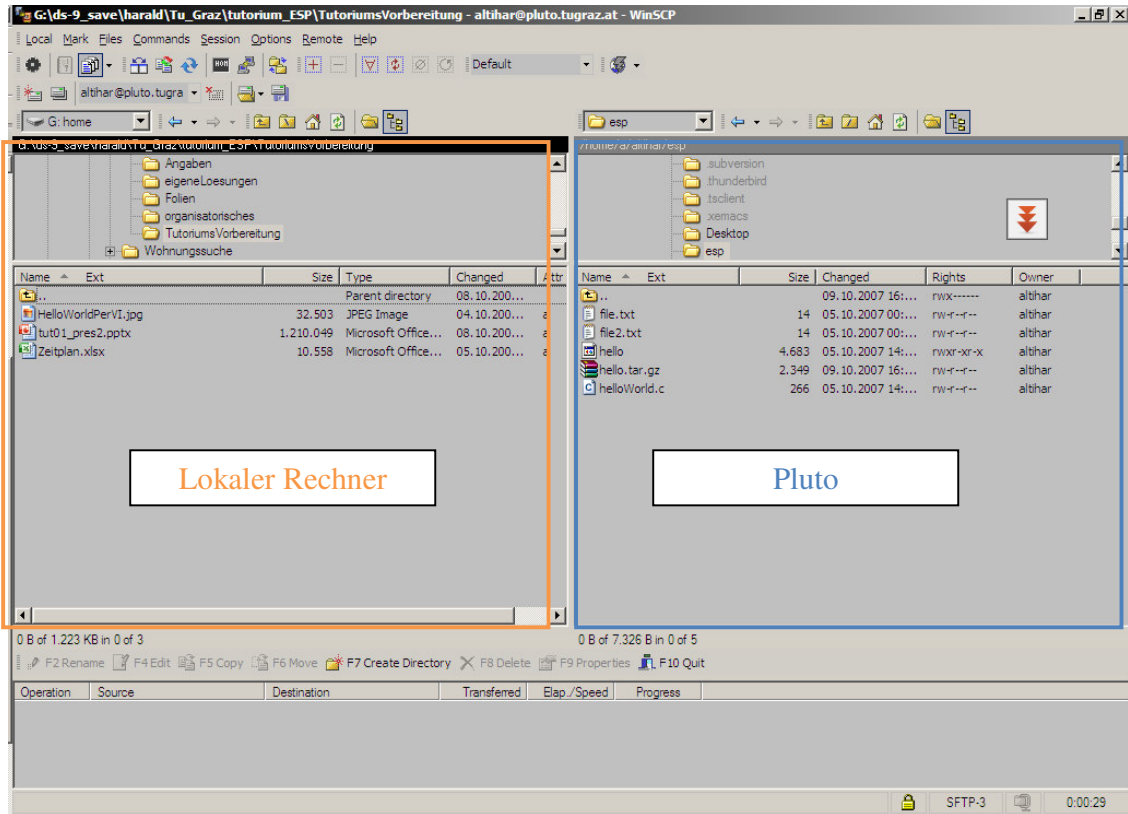 G:\ds-9_save\harald\Tu_Graz\tutorium_ESP\TutoriumsVorbereitung - altihar@pluto.tugraz.at - WinSCP
Local Mark Files Commands Session Options Remote Help
Default
altihar@pluto.tugra
G: home
esp
G:\ds-9_save\harald\Tu_Graz\tutorium_ESP\TutoriumsVorbereitung
/home/a/altihar/esp
Angaben
eigeneLoesungen
Folien
organisatorisches
TutoriumsVorbereitung
Wohnungssuche
.subversion
.thunderbird
.tsclient
.xemacs
Desktop
esp
Name Ext Size Type Changed Attr
.. Parent directory 08.10.200...
HelloWorldPerVI.jpg 32.503 JPEG Image 04.10.200... a
tut01_pres2.pptx 1.210.049 Microsoft Office... 08.10.200... a
Zeitplan.xlsx 10.558 Microsoft Office... 05.10.200... a
Lokaler Rechner
Name Ext Size Changed Rights Owner
.. 09.10.2007 16:... rwx------ altihar
file.txt 14 05.10.2007 00:... rw-r--r-- altihar
file2.txt 14 05.10.2007 00:... rw-r--r-- altihar
hello 4.683 05.10.2007 14:... rwxr-xr-x altihar
hello.tar.gz 2.349 09.10.2007 16:... rw-r--r-- altihar
helloWorld.c 266 05.10.2007 14:... rw-r--r-- altihar
Pluto
0 B of 1.223 KB in 0 of 3
0 B of 7.326 B in 0 of 5
F2 Rename F4 Edit F5 Copy F6 Move F7 Create Directory F8 Delete F9 Properties F10 Quit
Operation Source Destination Transferred Elap./Speed Progress
SFTP-3 0:00:29